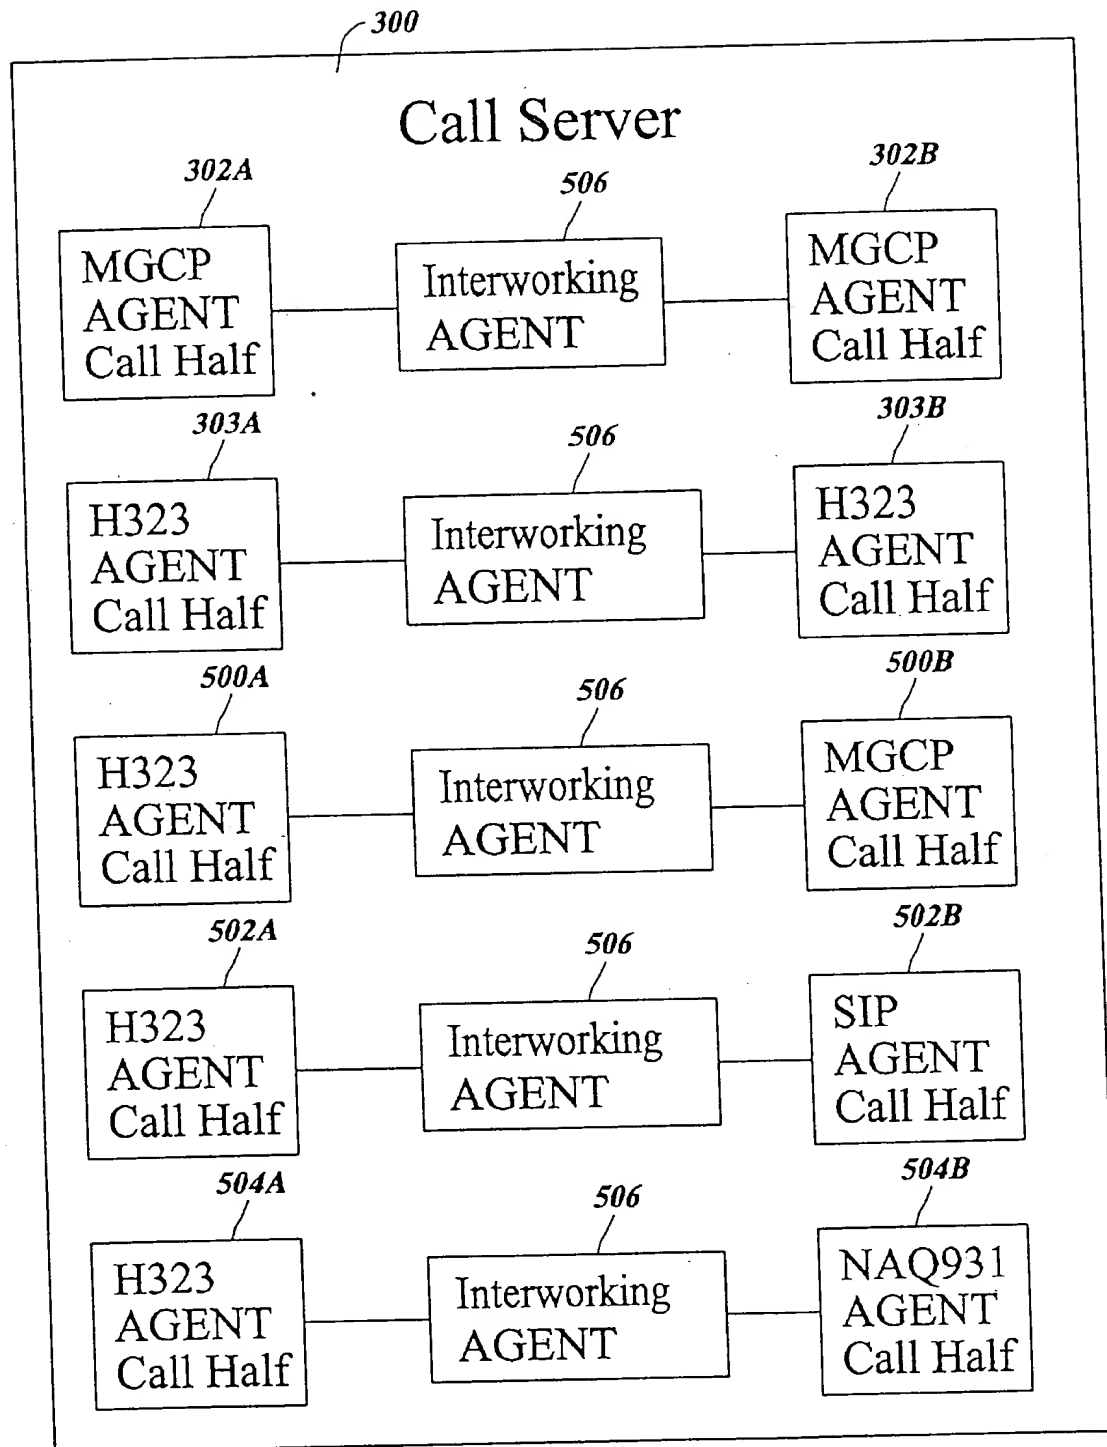 300
Call Server
302A
506
302B
MGCP
AGENT
Call Half
Interworking
AGENT
MGCP
AGENT
Call Half
303A
506
303B
H323
AGENT
Call Half
Interworking
AGENT
H323
AGENT
Call Half
500A
506
500B
H323
AGENT
Call Half
Interworking
AGENT
MGCP
AGENT
Call Half
502A
506
502B
H323
AGENT
Call Half
Interworking
AGENT
SIP
AGENT
Call Half
504A
506
504B
H323
AGENT
Call Half
Interworking
AGENT
NAQ931
AGENT
Call Half